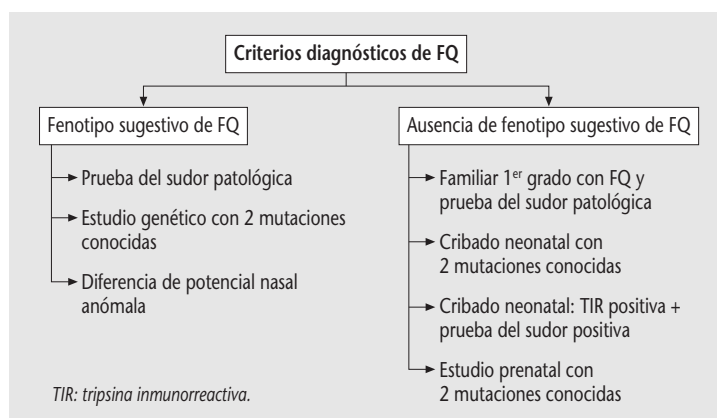 Criterios diagnósticos de FQ
Fenotipo sugestivo de FQ
Prueba del sudor patológica
Estudio genético con 2 mutaciones
conocidas
Diferencia de potencial nasal
anómala
Ausencia de fenotipo sugestivo de FQ
Familiar 1er grado con FQ y
prueba del sudor patológica
Cribado neonatal con
2 mutaciones conocidas
Cribado neonatal: TIR positiva +
prueba del sudor positiva
Estudio prenatal con
2 mutaciones conocidas
TIR: tripsina inmunorreactiva.